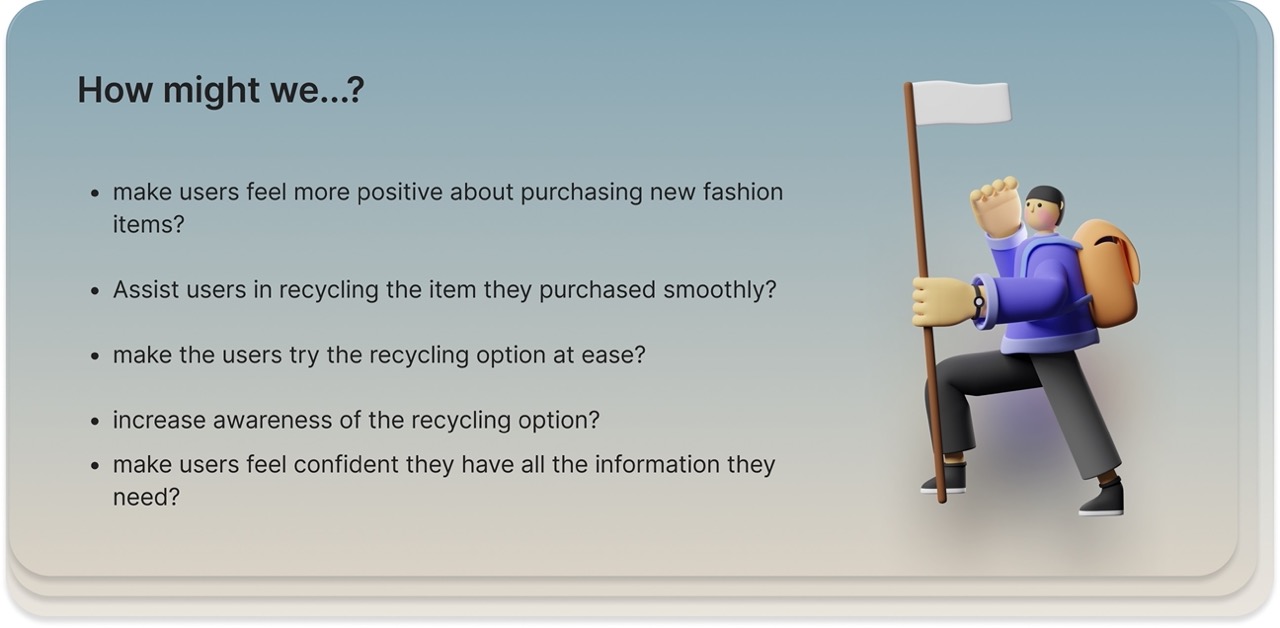 How might we...?
• make users feel more positive about purchasing new fashion
items?
• Assist users in recycling the item they purchased smoothly?
• make the users try the recycling option at ease?
• increase awareness of the recycling option?
• make users feel confident they have all the information they
need?